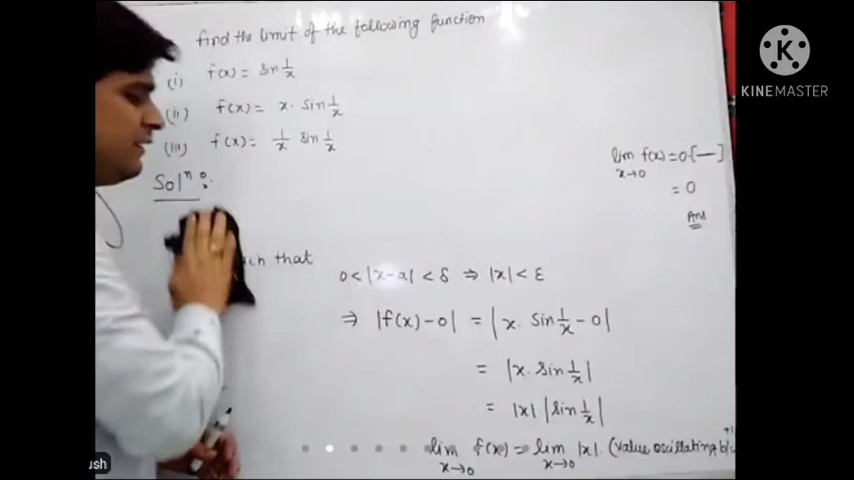 find the limit of the following function
(i) f(x) = sin 1/x
(ii) f(x) = x. sin 1/x
(iii) f(x) = 1/x sin 1/x
Solⁿ :
that
0 < |x-a| < δ ⇒ |x| < ε
⇒ |f(x)-0| = |x. sin 1/x - 0|
= |x. sin 1/x|
= |x| |sin 1/x|
lim x→0 f(x) = lim x→0 |x|. (value oscillating b/w
lim x→0 f(x) = 0.[—]
= 0
Ans
K
KINEMASTER